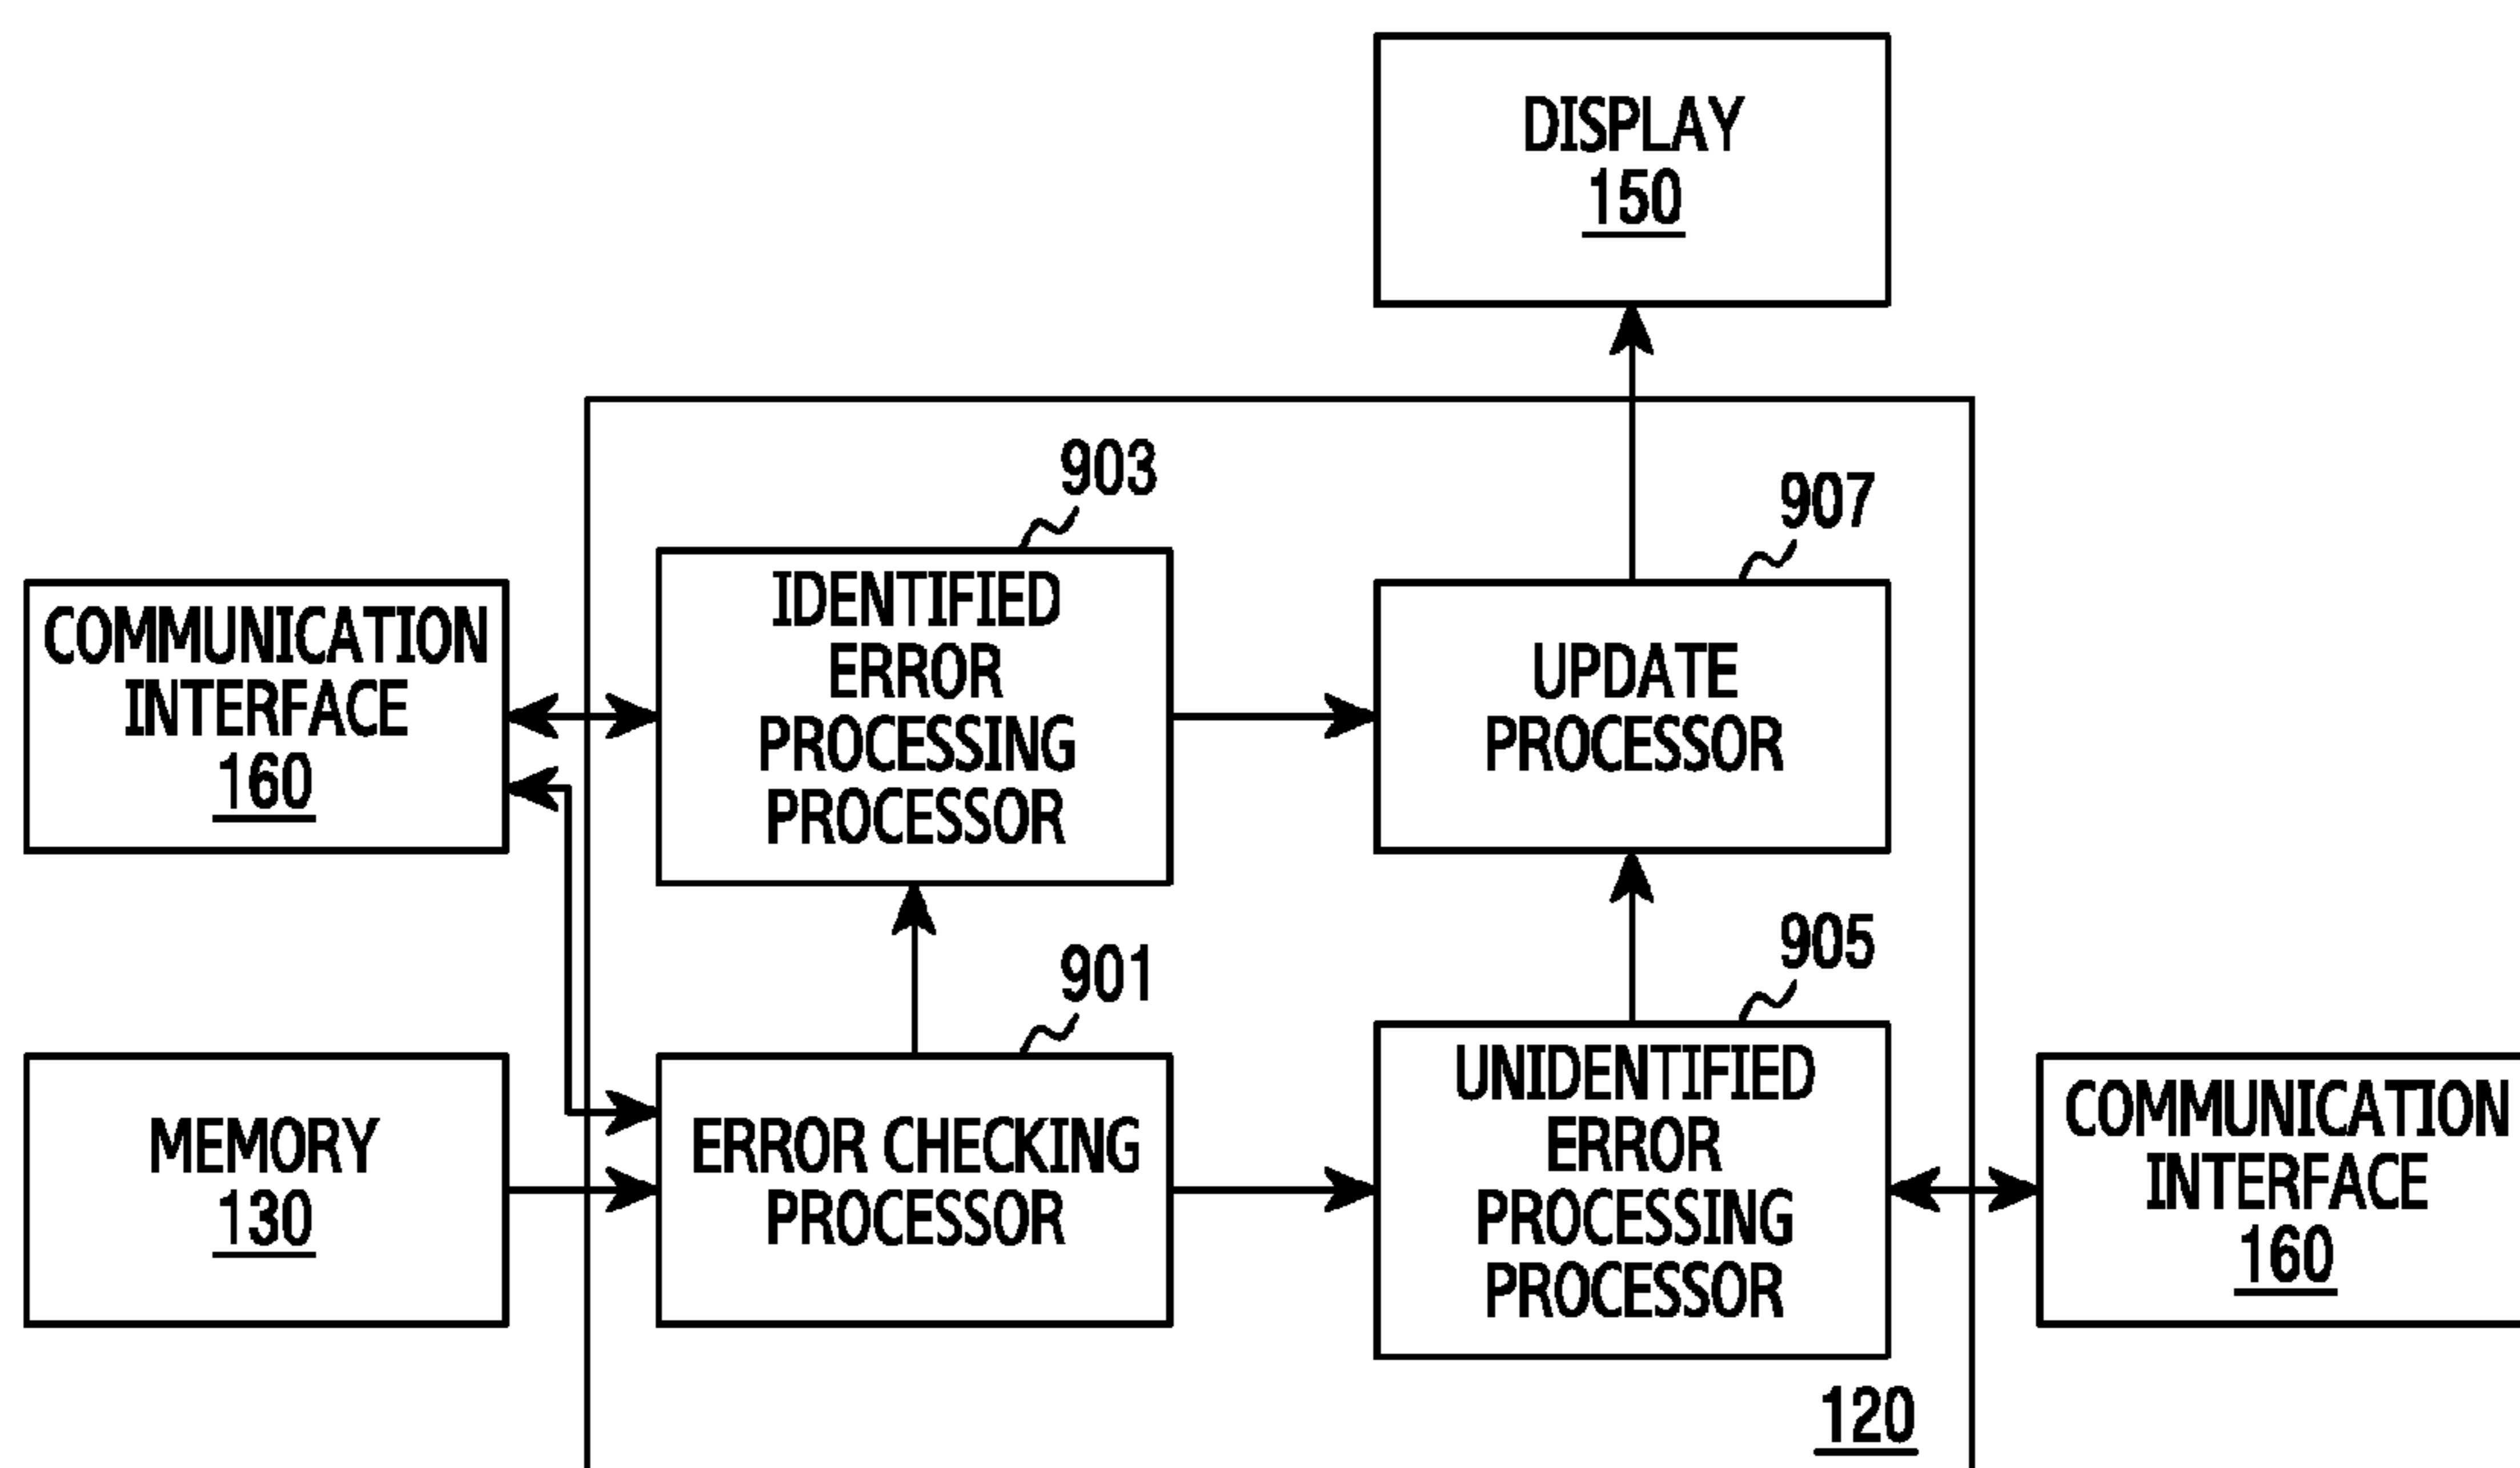 DISPLAY
150
903
IDENTIFIED
ERROR
PROCESSING
PROCESSOR
907
UPDATE
PROCESSOR
COMMUNICATION
INTERFACE
160
901
ERROR CHECKING
PROCESSOR
MEMORY
130
905
UNIDENTIFIED
ERROR
PROCESSING
PROCESSOR
COMMUNICATION
INTERFACE
160
120